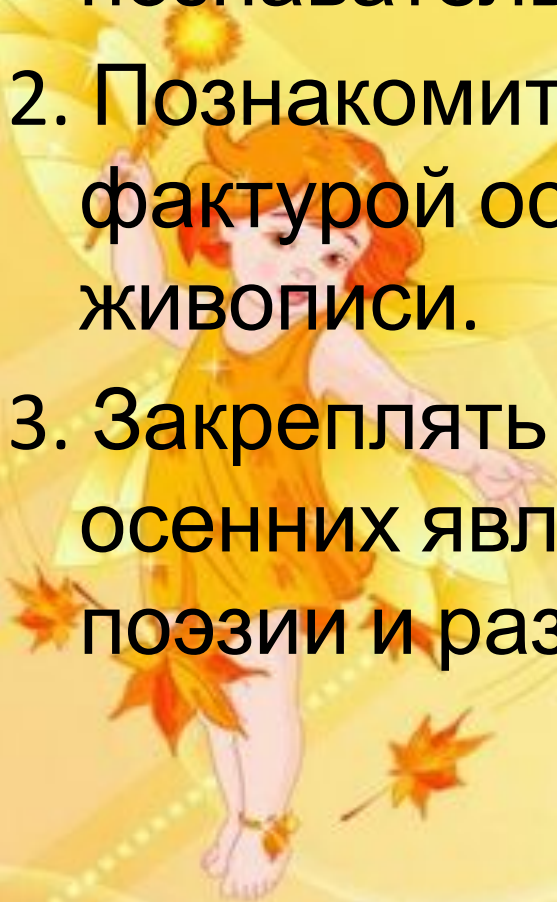 2. Познакомит
фактурой ос
живописи.
3. Закреплять
осенних явл
поэзии и раз